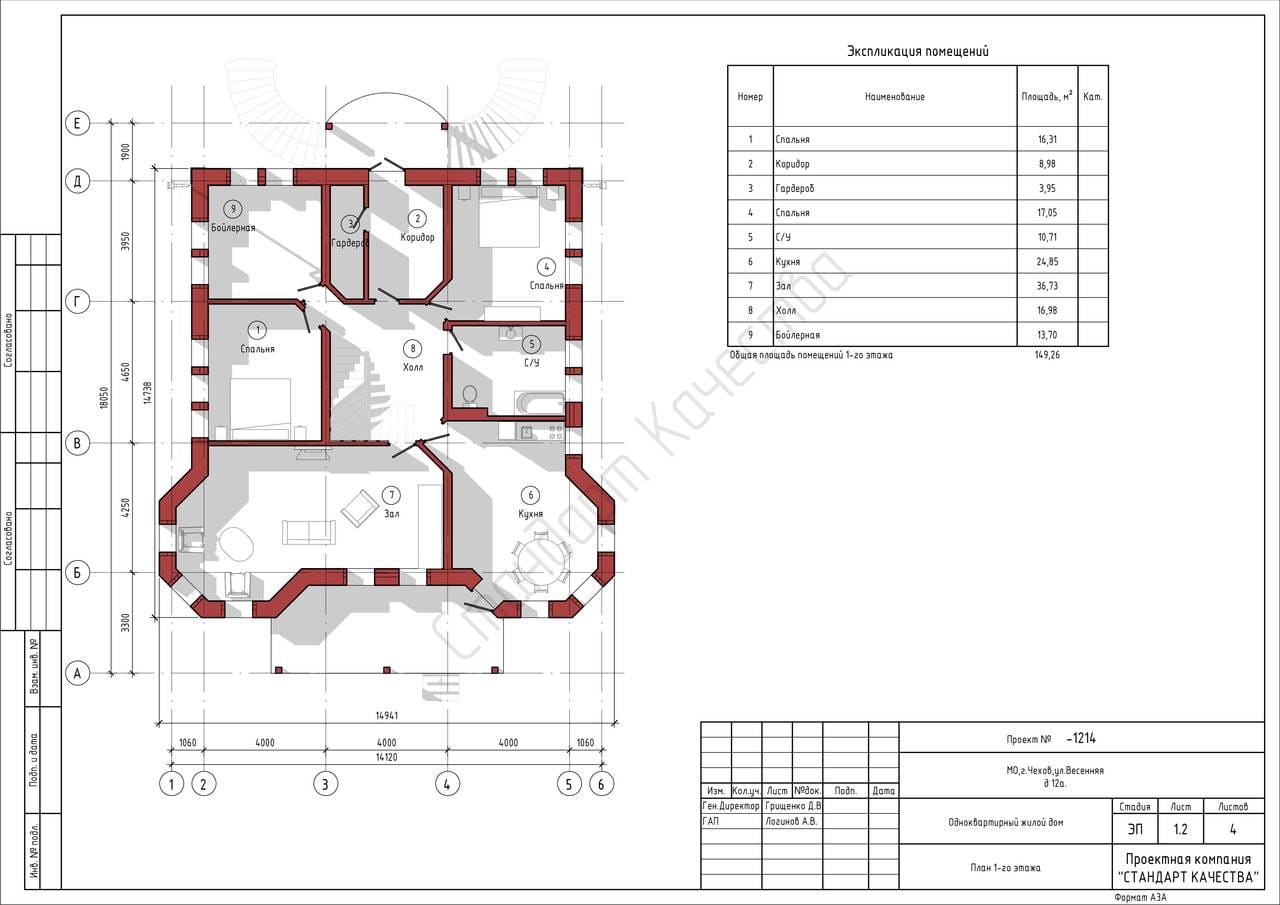 Экспликация помещений
Номер Наименование Площадь, м² Кат.
1 Спальня 16,31
2 Коридор 8,98
3 Гардероб 3,95
4 Спальня 17,05
5 С/У 10,71
6 Кухня 24,85
7 Зал 36,73
8 Холл 16,98
9 Бойлерная 13,70
Общая площадь помещений 1-го этажа 149,26
Е
Д
Г
В
Б
А
1900
3950
4650
4250
3300
18050
14738
9
Бойлерная
3
Гардероб
2
Коридор
4
Спальня
1
Спальня
8
Холл
5
С/У
7
Зал
6
Кухня
14941
1060 4000 4000 4000 1060
14120
1 2 3 4 5 6
Стандарт Качества
Согласовано
Согласовано
Взам. инв. №
Подп. и дата
Инв. № подл.
Проект № -1214
МО,г.Чехов,ул.Весенняя
д 12а.
Изм. Кол.уч. Лист №док. Подп. Дата
Ген.Директор Грищенко Д.В
ГАП Логинов А.В.
Одноквартирный жилой дом
Стадия Лист Листов
ЭП 1.2 4
План 1-го этажа
Проектная компания
"СТАНДАРТ КАЧЕСТВА"
Формат А3А